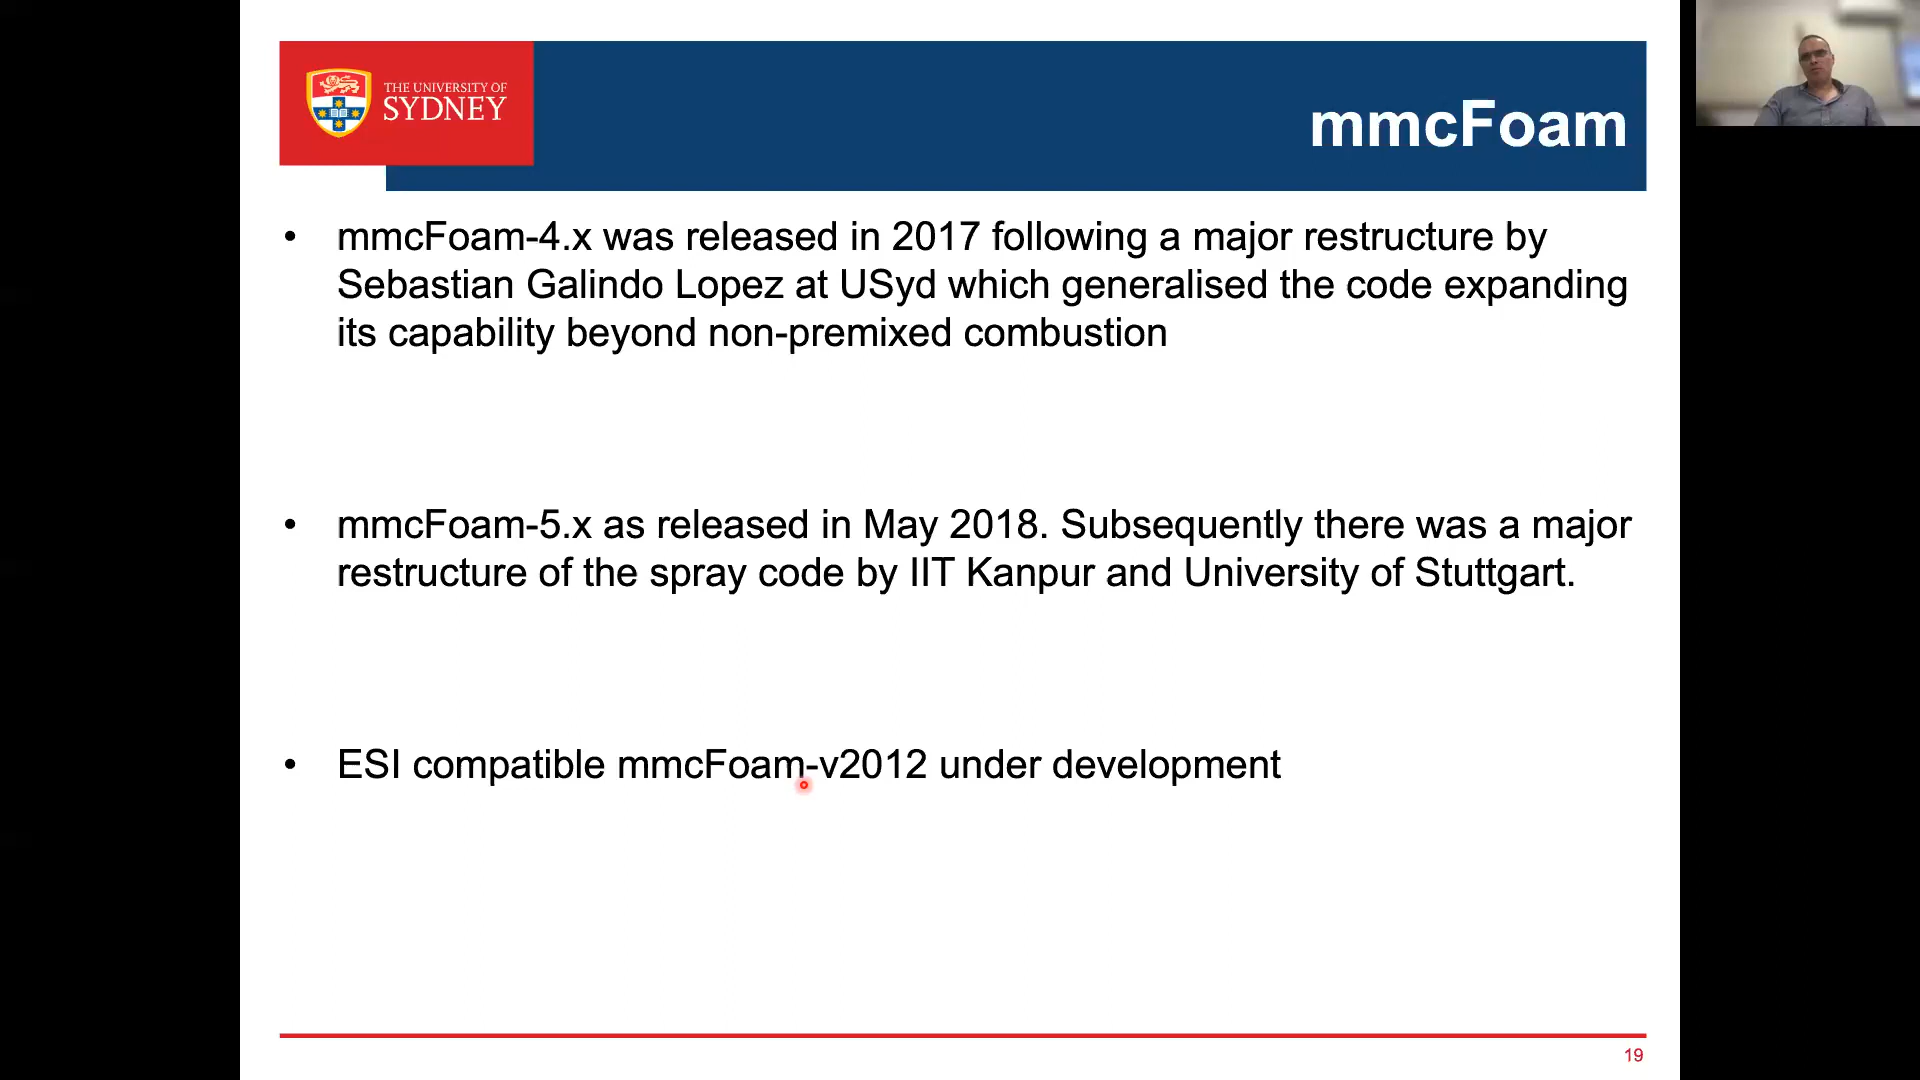 THE UNIVERSITY OF
SYDNEY
mmcFoam
• mmcFoam-4.x was released in 2017 following a major restructure by
Sebastian Galindo Lopez at USyd which generalised the code expanding
its capability beyond non-premixed combustion
• mmcFoam-5.x as released in May 2018. Subsequently there was a major
restructure of the spray code by IIT Kanpur and University of Stuttgart.
• ESI compatible mmcFoam-v2012 under development
19